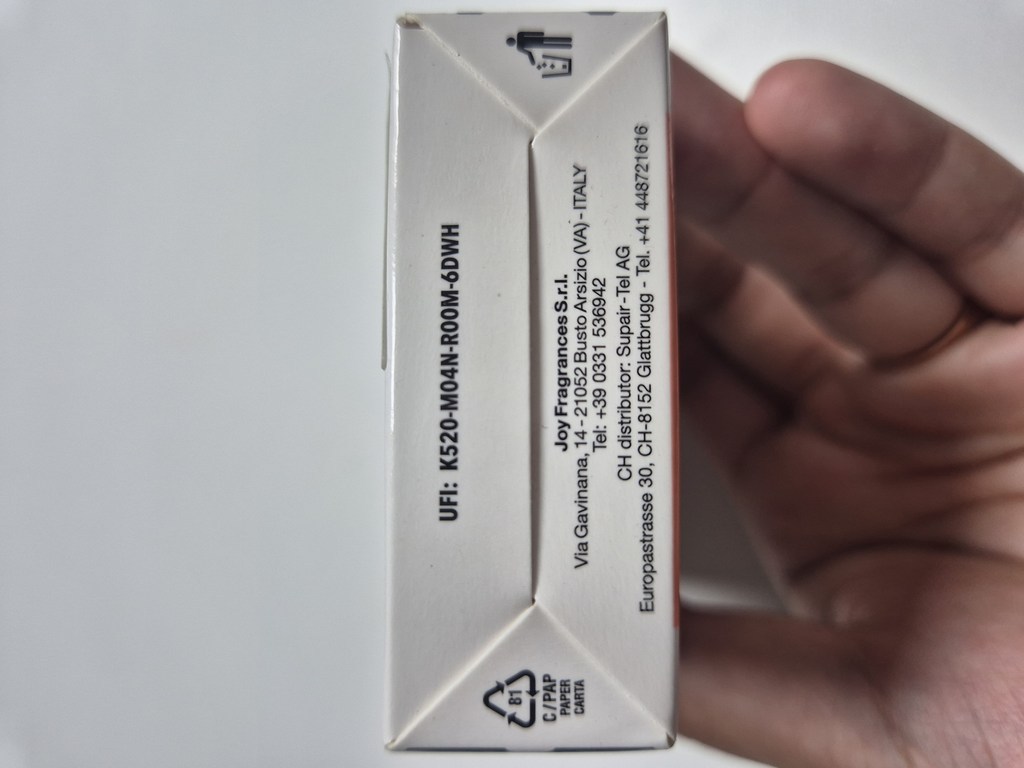 UFI: K520-M04N-R00M-6DWH
Joy Fragrances S.r.l.
Via Gavinana, 14 - 21052 Busto Arsizio (VA) - ITALY
Tel: +39 0331 536942
CH distributor: Supair-Tel AG
Europastrasse 30, CH-8152 Glattbrugg - Tel. +41 448721616
81
C/PAP
PAPER
CARTA